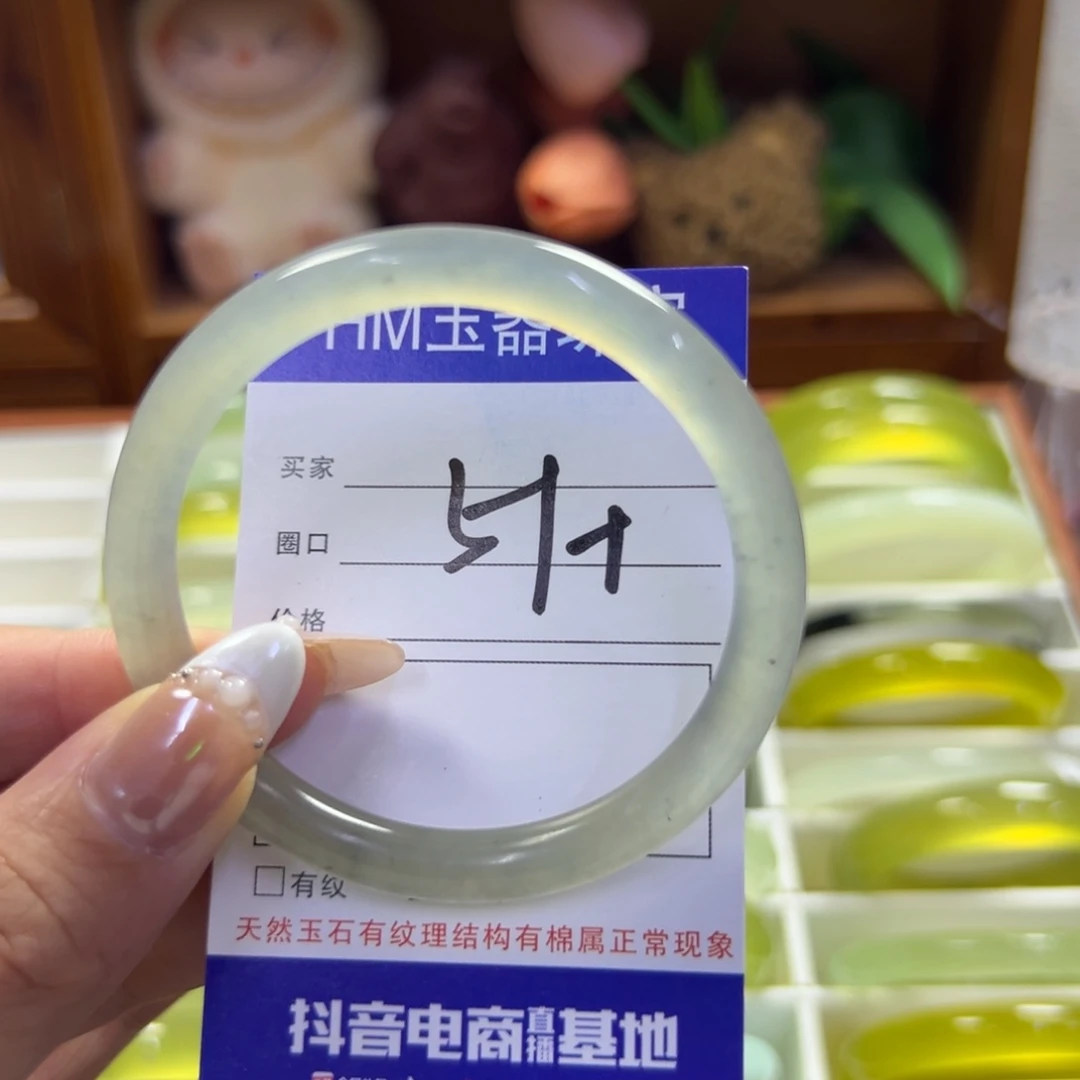 HM玉器
买家
圈口
价格
有纹
天然玉石有纹理结构有棉属正常现象
抖音电商直播基地